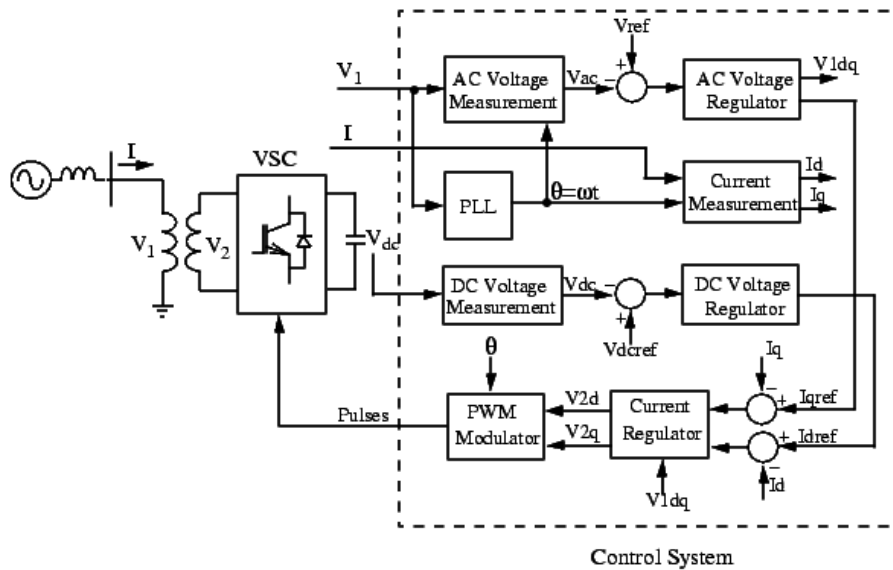 Vref
V1
AC Voltage
Measurement
Vac
−
+
AC Voltage
Regulator
V1dq
I
I
VSC
V1
V2
PLL
θ=ωt
Current
Measurement
Id
Iq
Vdc
DC Voltage
Measurement
Vdc
−
+
Vdcref
DC Voltage
Regulator
θ
Iq
−
+
Iqref
V2d
V2q
PWM
Modulator
Current
Regulator
+
Idref
−
Id
Pulses
V1dq
Control System